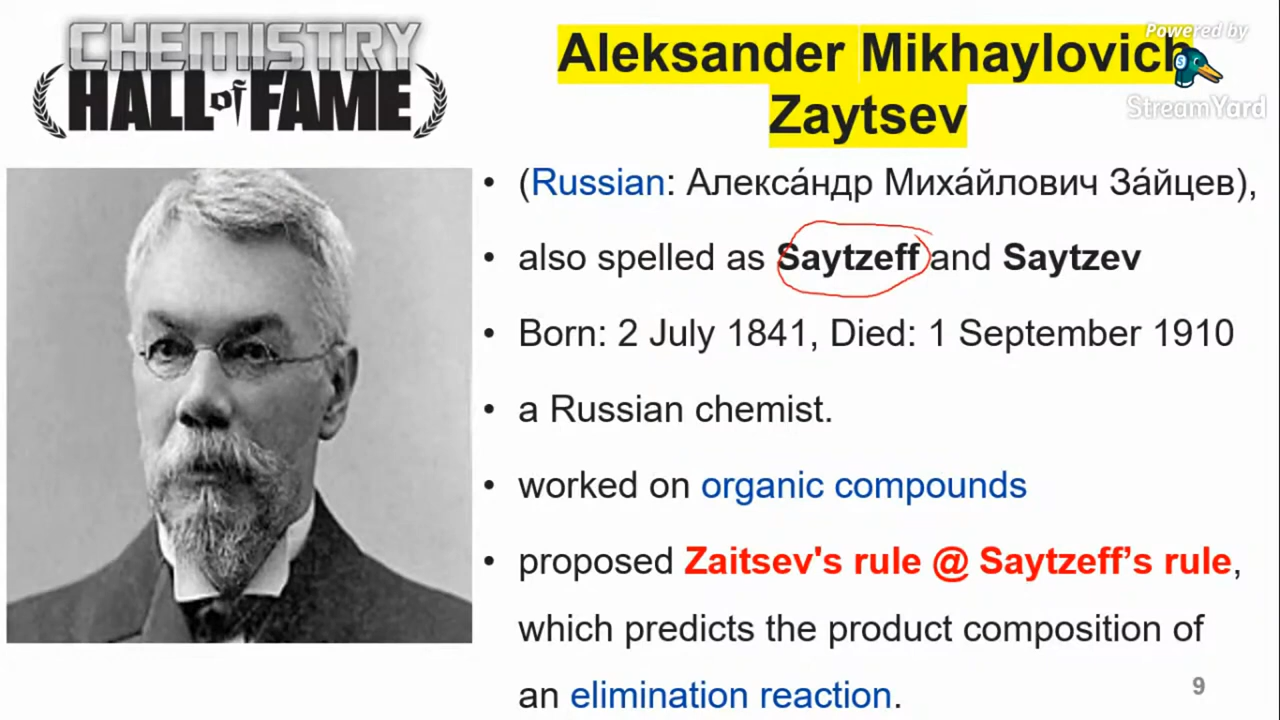 CHEMISTRY
HALL of FAME
Aleksander Mikhaylovich
Zaytsev
Powered by
StreamYard
• (Russian: Алекса́ндр Миха́йлович За́йцев),
• also spelled as Saytzeff and Saytzev
• Born: 2 July 1841, Died: 1 September 1910
• a Russian chemist.
• worked on organic compounds
• proposed Zaitsev's rule @ Saytzeff’s rule,
which predicts the product composition of
an elimination reaction.
9